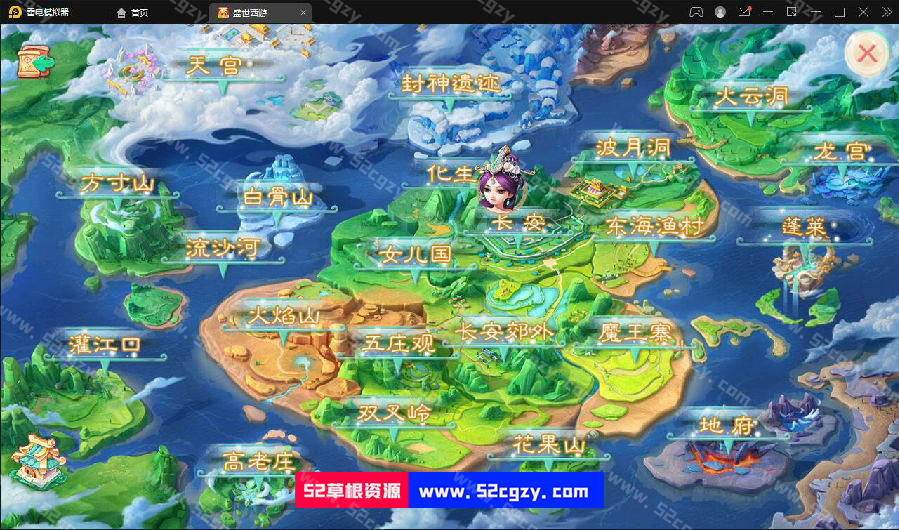 雷电模拟器
首页
盛世西游
天宫
封神遗迹
火云洞
波月洞
龙宫
化生
方寸山
白骨山
长安
东海渔村
蓬莱
流沙河
女儿国
火焰山
灌江口
五庄观
长安郊外
魔王寨
双叉岭
地府
花果山
高老庄
52草根资源
www.52cgzy.com